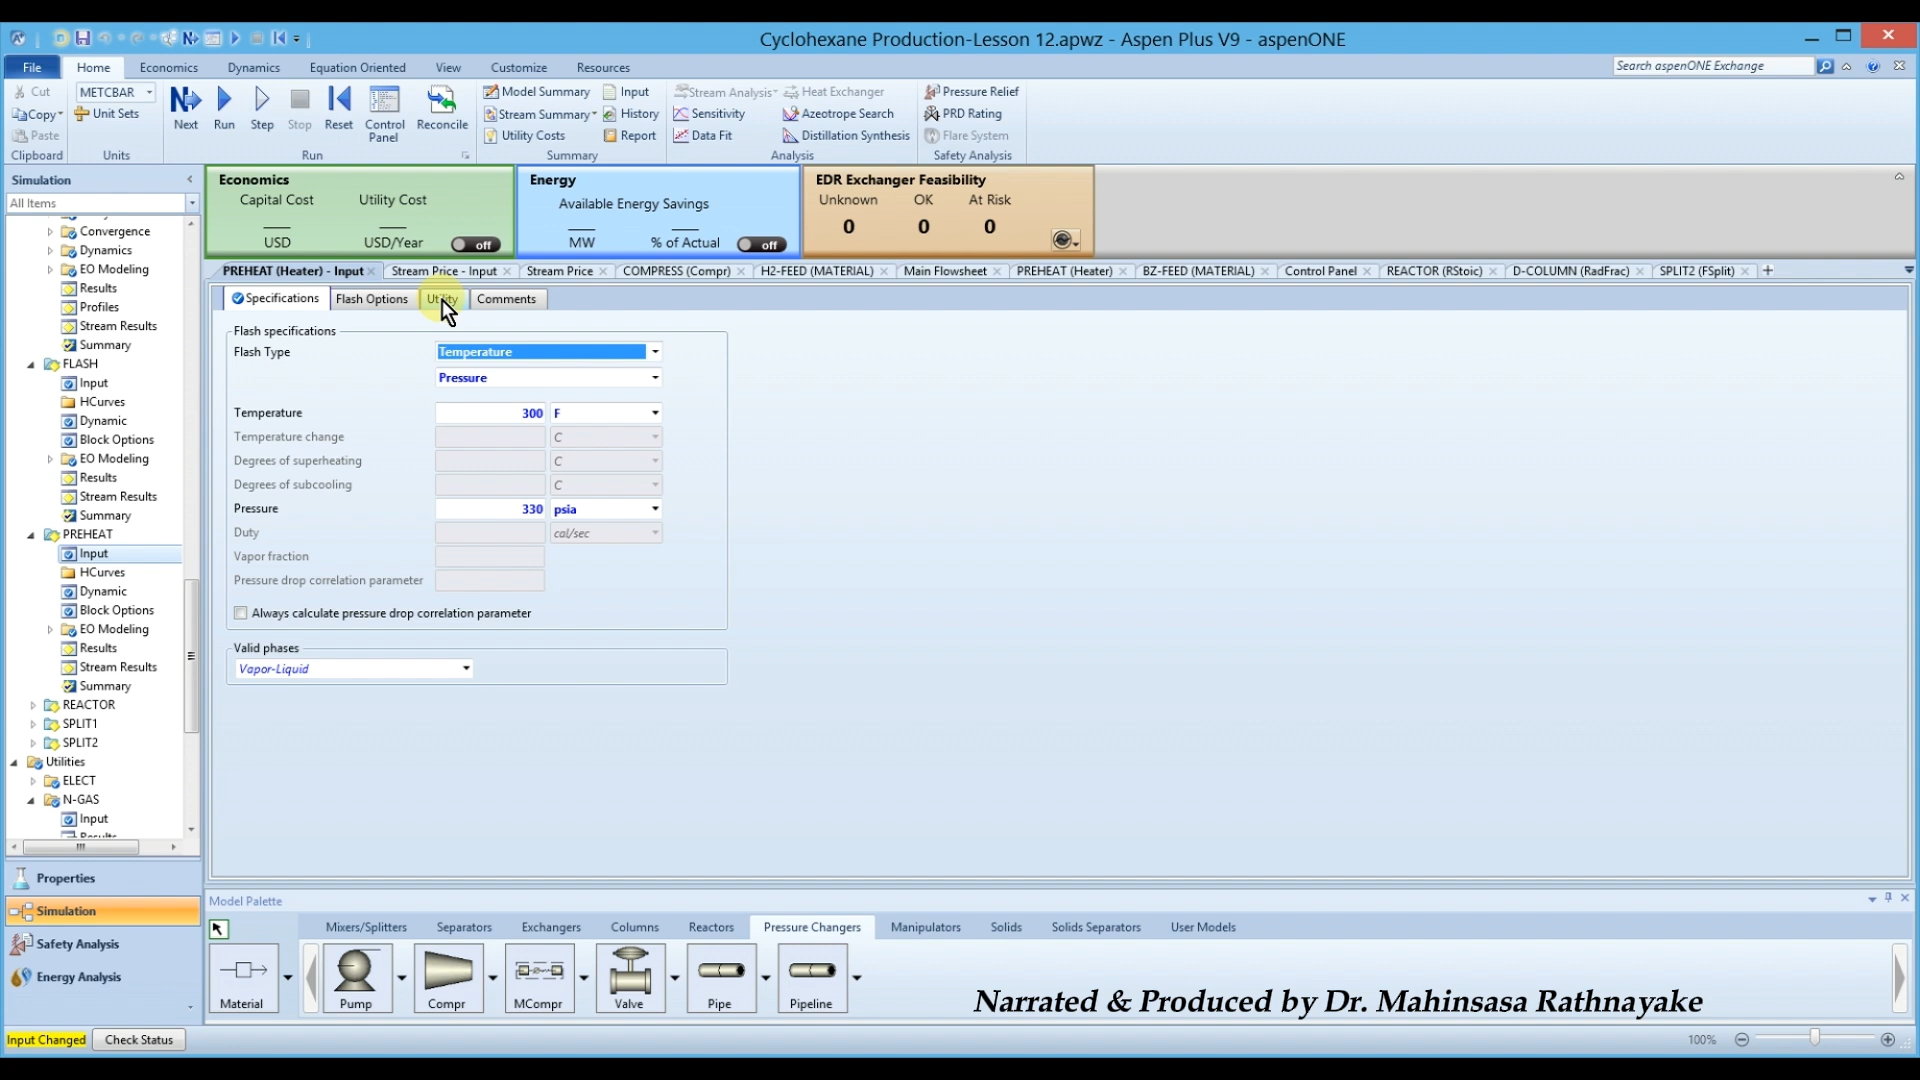 Cyclohexane Production-Lesson 12.apwz - Aspen Plus V9 - aspenONE
File Home Economics Dynamics Equation Oriented View Customize Resources Search aspenONE Exchange
Cut METCBAR Model Summary Input Stream Analysis Heat Exchanger Pressure Relief
Copy Unit Sets Next Run Step Stop Reset Control Panel Reconcile Stream Summary History Sensitivity Azeotrope Search PRD Rating
Paste Utility Costs Report Data Fit Distillation Synthesis Flare System
Clipboard Units Run Summary Analysis Safety Analysis
Simulation
All Items
Convergence
Dynamics
EO Modeling
Results
Profiles
Stream Results
Summary
FLASH
Input
HCurves
Dynamic
Block Options
EO Modeling
Results
Stream Results
Summary
PREHEAT
Input
HCurves
Dynamic
Block Options
EO Modeling
Results
Stream Results
Summary
REACTOR
SPLIT1
SPLIT2
Utilities
ELECT
N-GAS
Input
Results
Properties
Simulation
Safety Analysis
Energy Analysis
Economics
Capital Cost Utility Cost
USD USD/Year off
Energy
Available Energy Savings
MW % of Actual off
EDR Exchanger Feasibility
Unknown OK At Risk
0 0 0
PREHEAT (Heater) - Input Stream Price - Input Stream Price COMPRESS (Compr) H2-FEED (MATERIAL) Main Flowsheet PREHEAT (Heater) BZ-FEED (MATERIAL) Control Panel REACTOR (RStoic) D-COLUMN (RadFrac) SPLIT2 (FSplit)
Specifications Flash Options Utility Comments
Flash specifications
Flash Type Temperature
Pressure
Temperature 300 F
Temperature change C
Degrees of superheating C
Degrees of subcooling C
Pressure 330 psia
Duty cal/sec
Vapor fraction
Pressure drop correlation parameter
Always calculate pressure drop correlation parameter
Valid phases
Vapor-Liquid
Model Palette
Mixers/Splitters Separators Exchangers Columns Reactors Pressure Changers Manipulators Solids Solids Separators User Models
Material Pump Compr MCompr Valve Pipe Pipeline
Narrated & Produced by Dr. Mahinsasa Rathnayake
Input Changed Check Status 100%